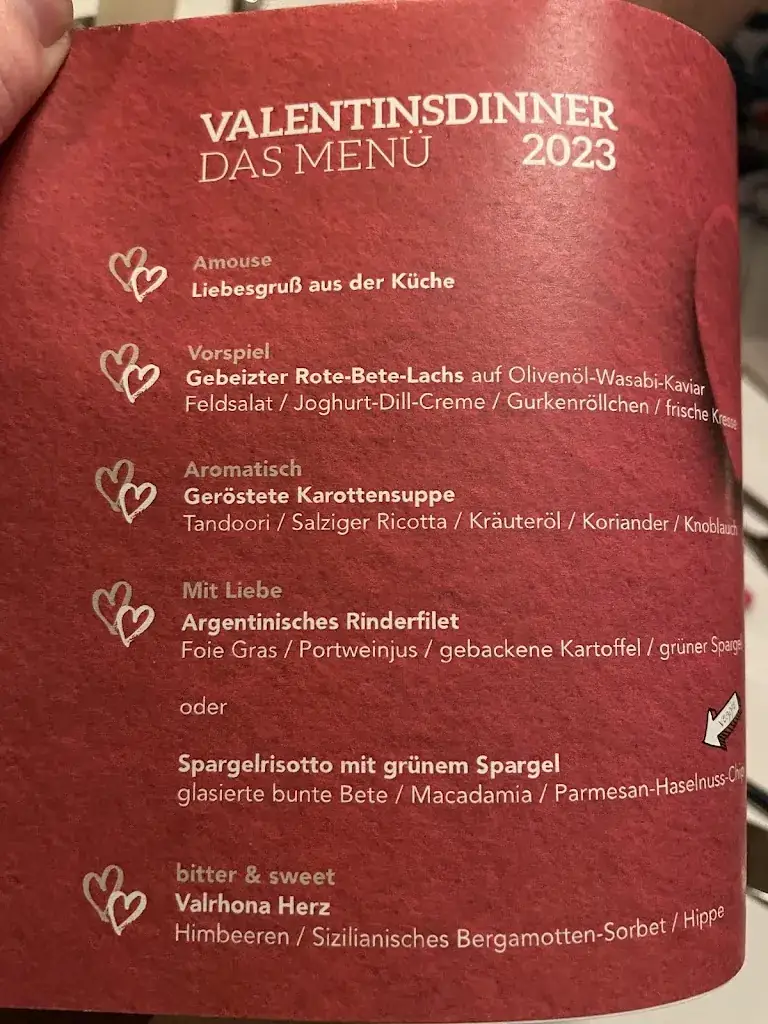 VALENTINSDINNER
DAS MENÜ 2023
Amouse
Liebesgruß aus der Küche
Vorspiel
Gebeizter Rote-Bete-Lachs auf Olivenöl-Wasabi-Kaviar
Feldsalat / Joghurt-Dill-Creme / Gurkenröllchen / frische Kresse
Aromatisch
Geröstete Karottensuppe
Tandoori / Salziger Ricotta / Kräuteröl / Koriander / Knoblauch
Mit Liebe
Argentinisches Rinderfilet
Foie Gras / Portweinjus / gebackene Kartoffel / grüner Spargel
oder
Spargelrisotto mit grünem Spargel
glasierte bunte Bete / Macadamia / Parmesan-Haselnuss-Chip
bitter & sweet
Valrhona Herz
Himbeeren / Sizilianisches Bergamotten-Sorbet / Hippe